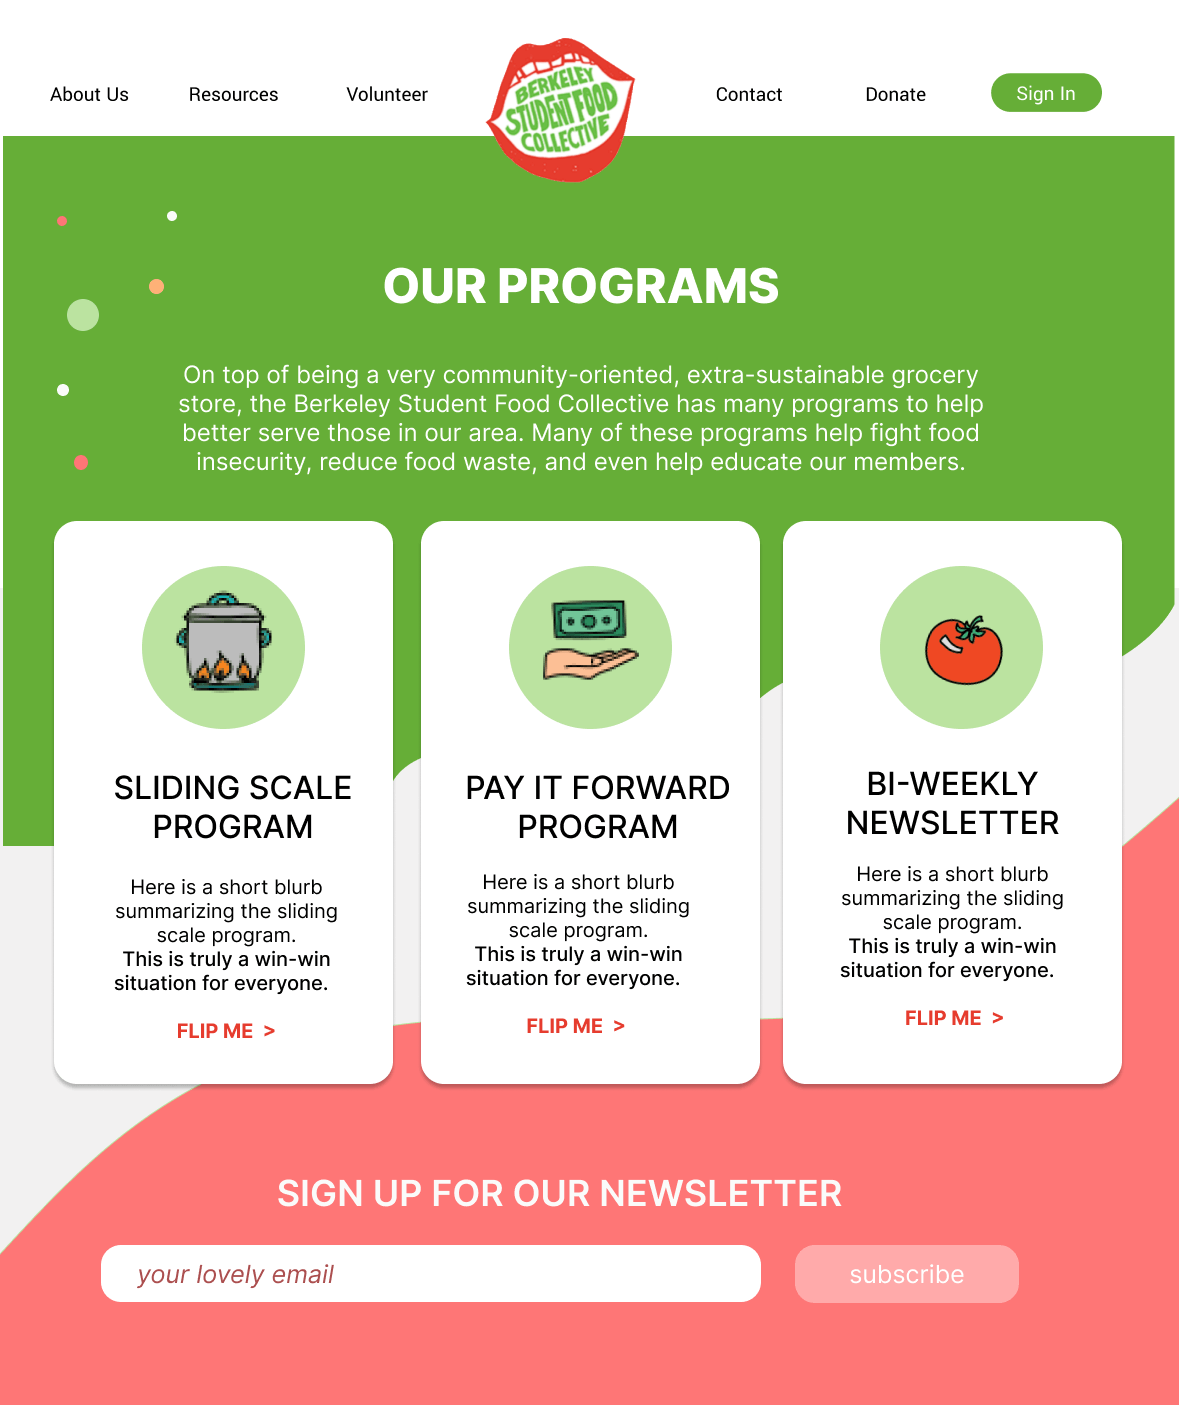 About Us
Resources
Volunteer
BERKELEY
STUDENT FOOD
COLLECTIVE
Contact
Donate
Sign In
OUR PROGRAMS
On top of being a very community-oriented, extra-sustainable grocery
store, the Berkeley Student Food Collective has many programs to help
better serve those in our area. Many of these programs help fight food
insecurity, reduce food waste, and even help educate our members.
SLIDING SCALE
PROGRAM
Here is a short blurb
summarizing the sliding
scale program.
This is truly a win-win
situation for everyone.
FLIP ME >
PAY IT FORWARD
PROGRAM
Here is a short blurb
summarizing the sliding
scale program.
This is truly a win-win
situation for everyone.
FLIP ME >
BI-WEEKLY
NEWSLETTER
Here is a short blurb
summarizing the sliding
scale program.
This is truly a win-win
situation for everyone.
FLIP ME >
SIGN UP FOR OUR NEWSLETTER
your lovely email
subscribe